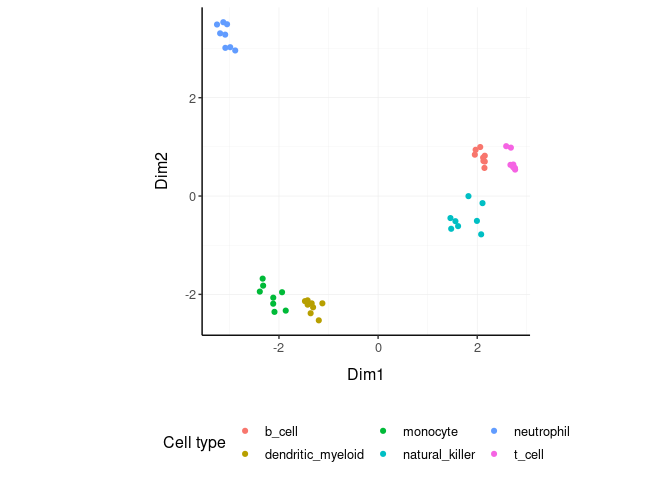 2
0
-2
Dim2
-2
0
2
Dim1
Cell type
b_cell
monocyte
neutrophil
dendritic_myeloid
natural_killer
t_cell